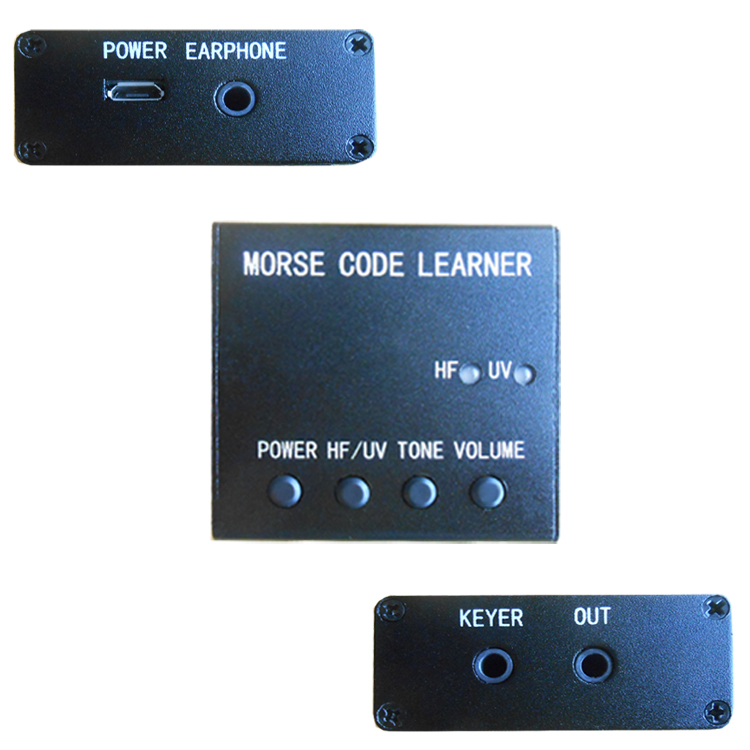 POWER EARPHONE
MORSE CODE LEARNER
HF UV
POWER HF/UV TONE VOLUME
KEYER OUT